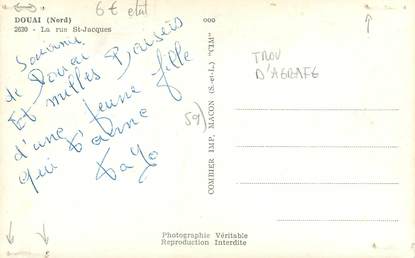 DOUAI (Nord)
2630 - La rue St-Jacques
6 € état
Souvenir
de Douai
Et milles Baisers
d'une jeune fille
qui t'aime
59)
COMBIER IMP. MACON (S.-et-L.) "CIM"
TROU
D'AGRAFE
Photographie Véritable
Reproduction Interdite